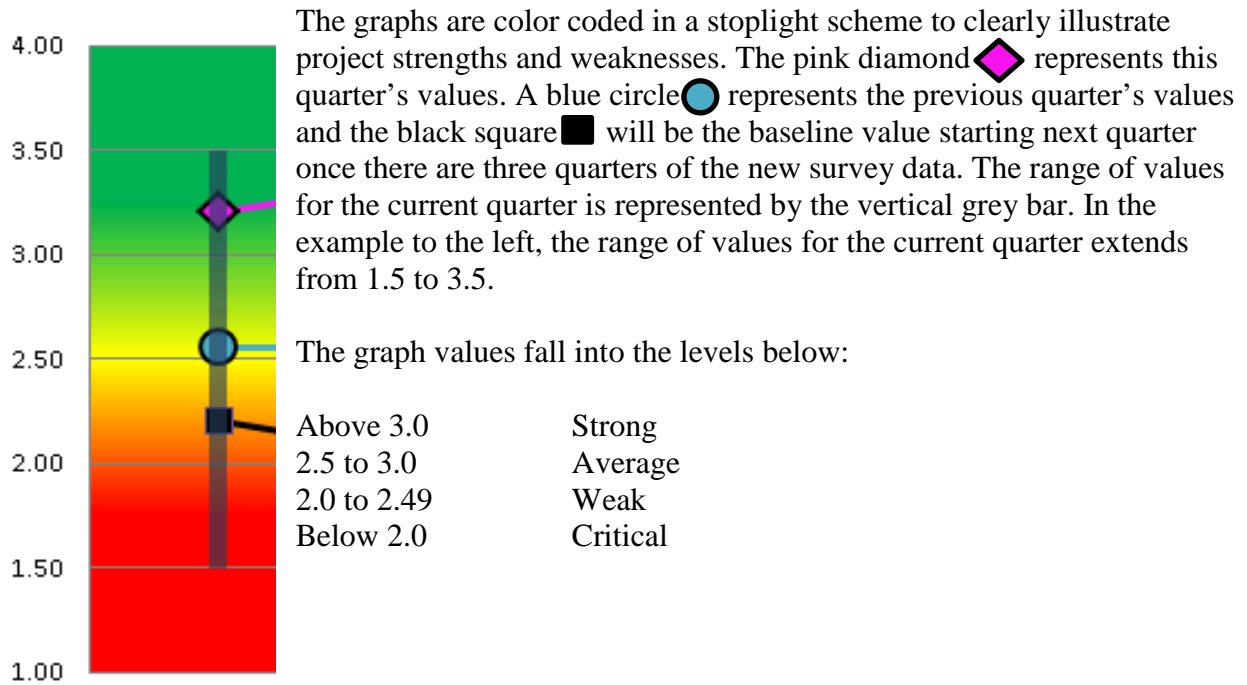 4.00
3.50
3.00
2.50
2.00
1.50
1.00
The graphs are color coded in a stoplight scheme to clearly illustrate
project strengths and weaknesses. The pink diamond represents this
quarter’s values. A blue circle represents the previous quarter’s values
and the black square will be the baseline value starting next quarter
once there are three quarters of the new survey data. The range of values
for the current quarter is represented by the vertical grey bar. In the
example to the left, the range of values for the current quarter extends
from 1.5 to 3.5.
The graph values fall into the levels below:
Above 3.0 Strong
2.5 to 3.0 Average
2.0 to 2.49 Weak
Below 2.0 Critical